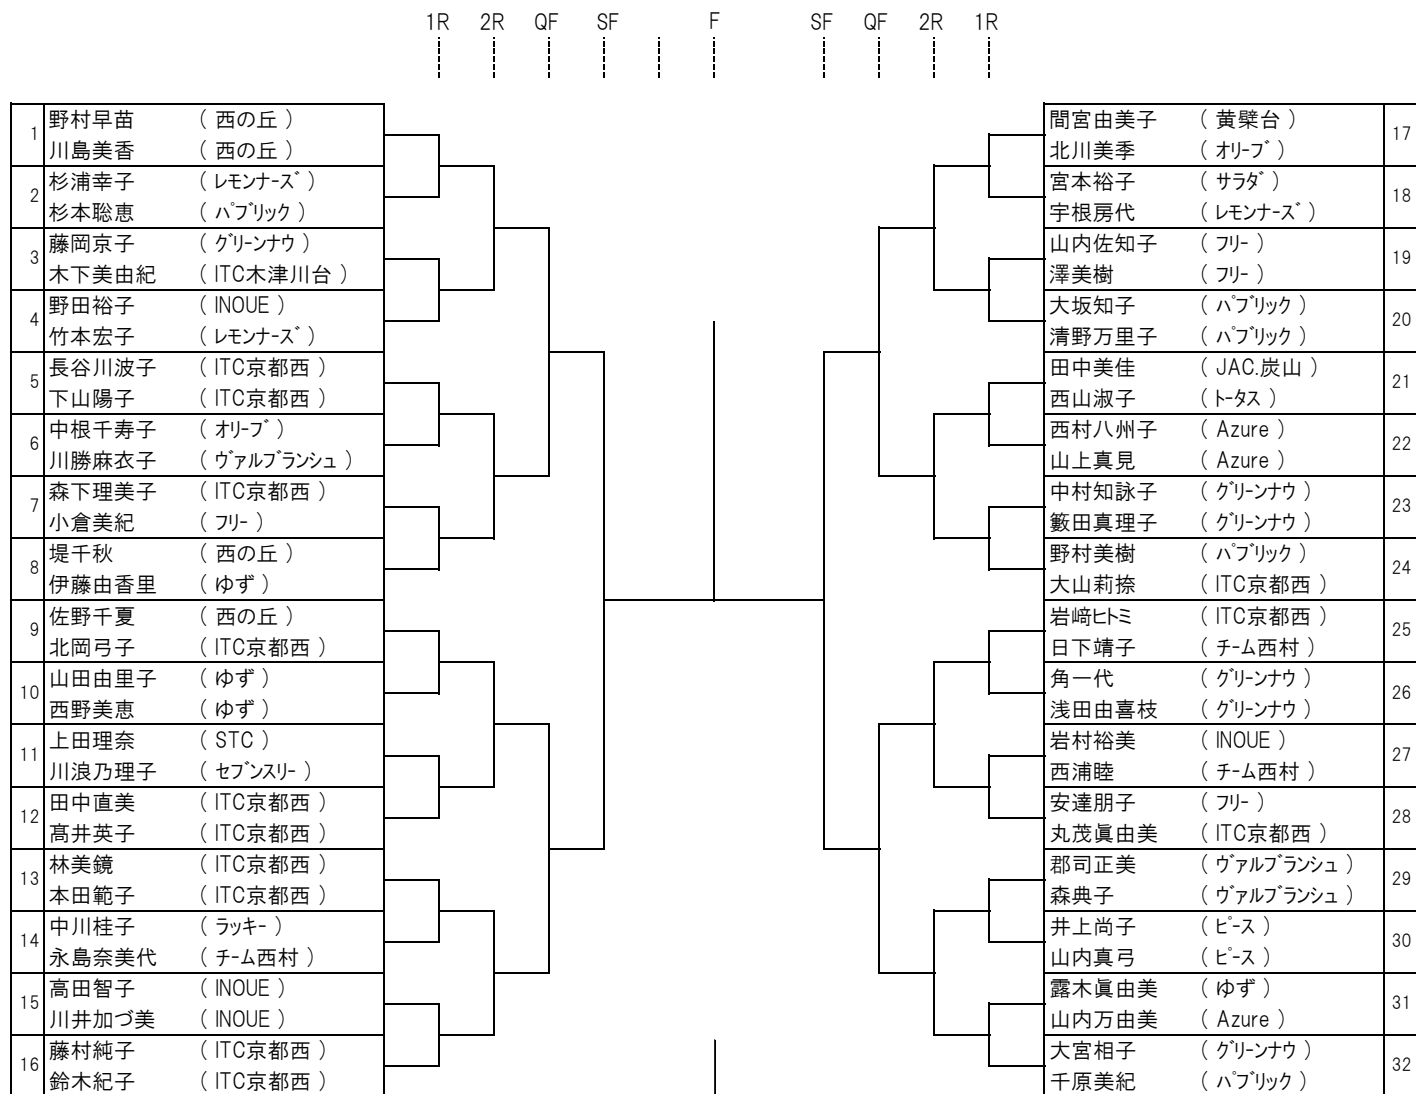 1R 2R QF SF F SF QF 2R 1R
1 野村早苗 ( 西の丘 )
川島美香 ( 西の丘 )
2 杉浦幸子 ( レモンナーズ )
杉本聡恵 ( パブリック )
3 藤岡京子 ( グリーンナウ )
木下美由紀 ( ITC木津川台 )
4 野田裕子 ( INOUE )
竹本宏子 ( レモンナーズ )
5 長谷川波子 ( ITC京都西 )
下山陽子 ( ITC京都西 )
6 中根千寿子 ( オリーブ )
川勝麻衣子 ( ヴァルブランシュ )
7 森下理美子 ( ITC京都西 )
小倉美紀 ( フリー )
8 堤千秋 ( 西の丘 )
伊藤由香里 ( ゆず )
9 佐野千夏 ( 西の丘 )
北岡弓子 ( ITC京都西 )
10 山田由里子 ( ゆず )
西野美恵 ( ゆず )
11 上田理奈 ( STC )
川浪乃理子 ( セブンスリー )
12 田中直美 ( ITC京都西 )
髙井英子 ( ITC京都西 )
13 林美鏡 ( ITC京都西 )
本田範子 ( ITC京都西 )
14 中川桂子 ( ラッキー )
永島奈美代 ( チーム西村 )
15 高田智子 ( INOUE )
川井加づ美 ( INOUE )
16 藤村純子 ( ITC京都西 )
鈴木紀子 ( ITC京都西 )
間宮由美子 ( 黄檗台 ) 17
北川美季 ( オリーブ )
宮本裕子 ( サラダ ) 18
宇根房代 ( レモンナーズ )
山内佐知子 ( フリー ) 19
澤美樹 ( フリー )
大坂知子 ( パブリック ) 20
清野万里子 ( パブリック )
田中美佳 ( JAC.炭山 ) 21
西山淑子 ( トータス )
西村八州子 ( Azure ) 22
山上真見 ( Azure )
中村知詠子 ( グリーンナウ ) 23
籔田真理子 ( グリーンナウ )
野村美樹 ( パブリック ) 24
大山莉捺 ( ITC京都西 )
岩﨑ヒトミ ( ITC京都西 ) 25
日下靖子 ( チーム西村 )
角一代 ( グリーンナウ ) 26
浅田由喜枝 ( グリーンナウ )
岩村裕美 ( INOUE ) 27
西浦睦 ( チーム西村 )
安達朋子 ( フリー ) 28
丸茂眞由美 ( ITC京都西 )
郡司正美 ( ヴァルブランシュ ) 29
森典子 ( ヴァルブランシュ )
井上尚子 ( ピース ) 30
山内真弓 ( ピース )
露木眞由美 ( ゆず ) 31
山内万由美 ( Azure )
大宮相子 ( グリーンナウ ) 32
千原美紀 ( パブリック )